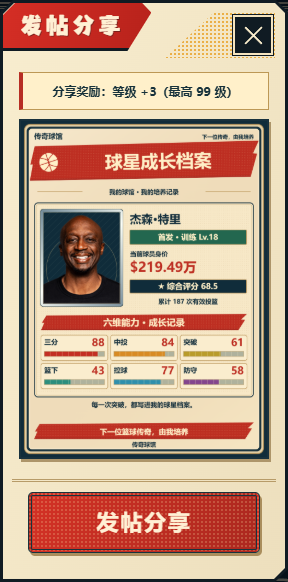 发帖分享
分享奖励：等级 +3（最高 99 级）
传奇球馆
下一位传奇，由我培养
球星成长档案
我的球馆·我的培养记录
杰森·特里
首发·训练 Lv.18
当前球员身价
$219.49万
★ 综合评分 68.5
累计 187 次有效投篮
六维能力·成长记录
三分 88
中投 84
突破 61
篮下 43
控球 77
防守 58
每一次突破，都写进我的球星档案。
下一位篮球传奇，由我培养
传奇球馆
发帖分享